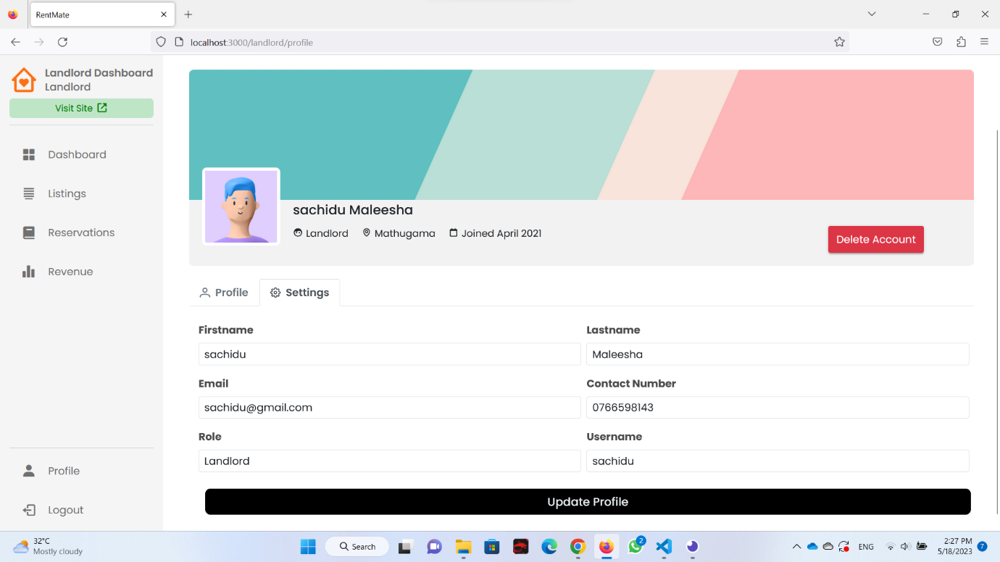 RentMate
localhost:3000/landlord/profile
Landlord Dashboard
Landlord
Visit Site
Dashboard
Listings
Reservations
Revenue
Profile
Logout
sachidu Maleesha
Landlord Mathugama Joined April 2021
Delete Account
Profile Settings
Firstname Lastname
sachidu Maleesha
Email Contact Number
sachidu@gmail.com 0766598143
Role Username
Landlord sachidu
Update Profile
32°C
Mostly cloudy
Search
2
ENG
2:27 PM
5/18/2023
7